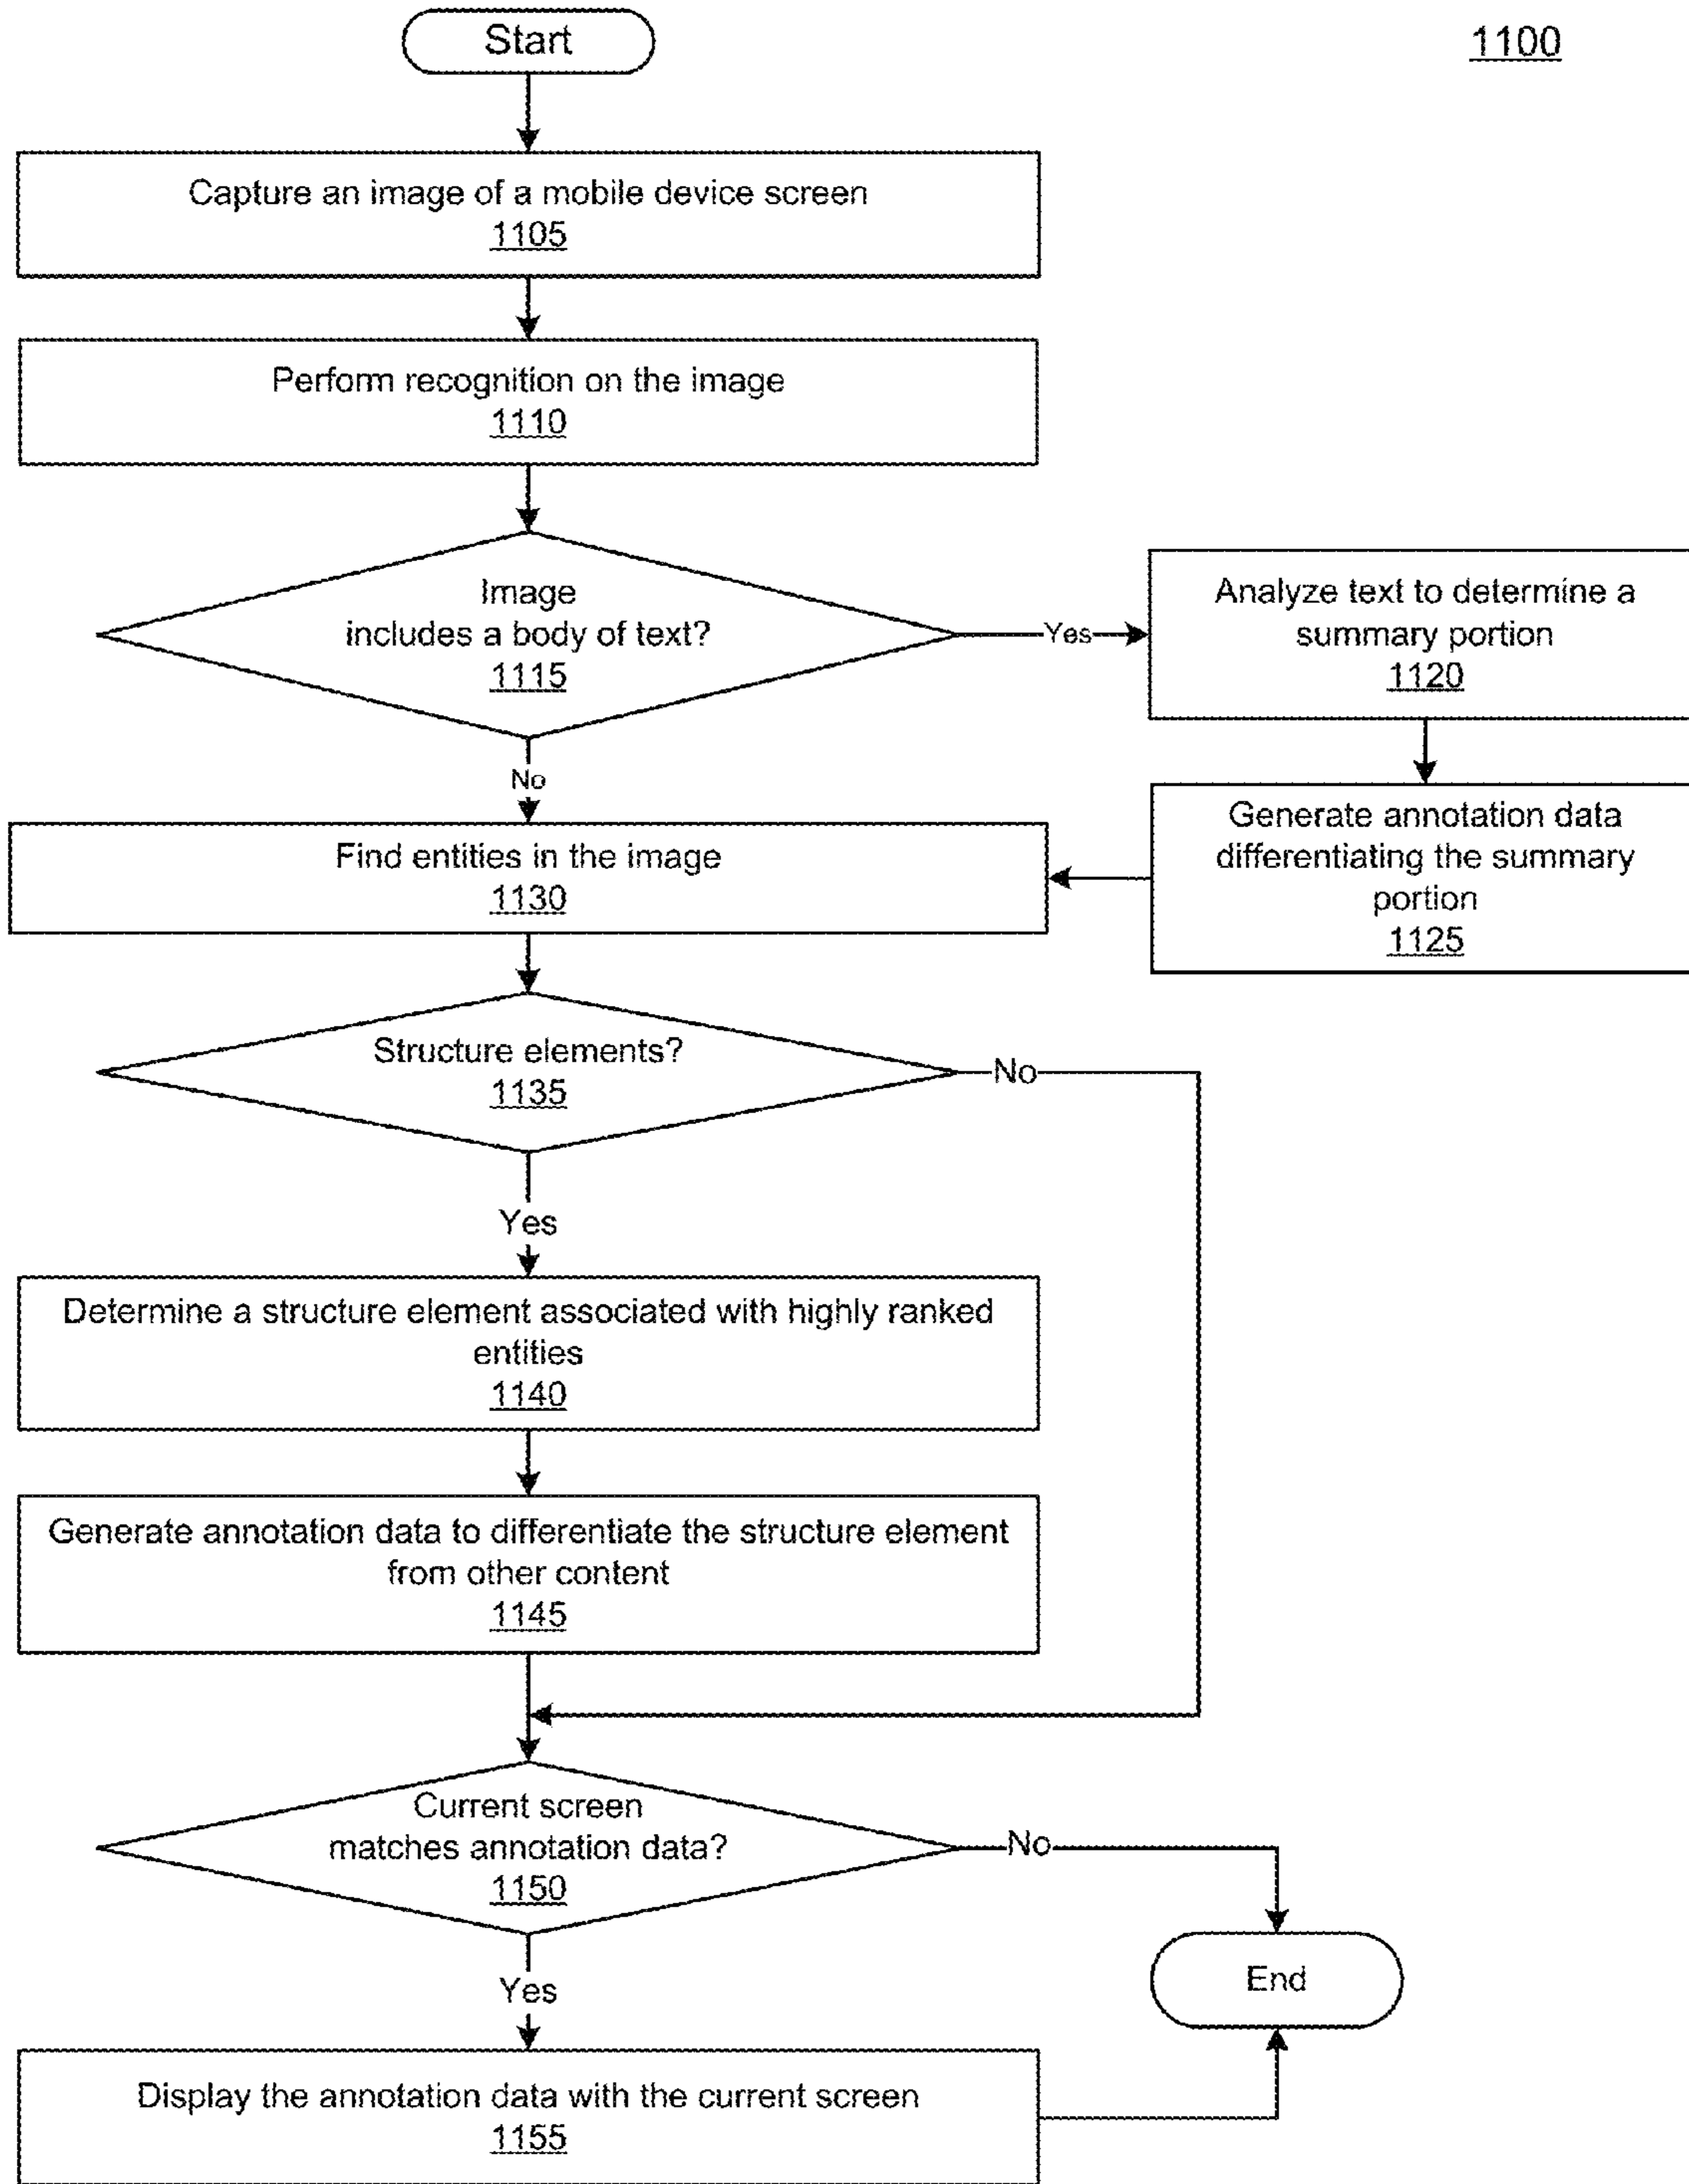 Start
1100
Capture an image of a mobile device screen
1105
Perform recognition on the image
1110
Image
includes a body of text?
1115
Yes
Analyze text to determine a
summary portion
1120
No
Generate annotation data
differentiating the summary
portion
1125
Find entities in the image
1130
Structure elements?
1135
No
Yes
Determine a structure element associated with highly ranked
entities
1140
Generate annotation data to differentiate the structure element
from other content
1145
Current screen
matches annotation data?
1150
No
Yes
End
Display the annotation data with the current screen
1155